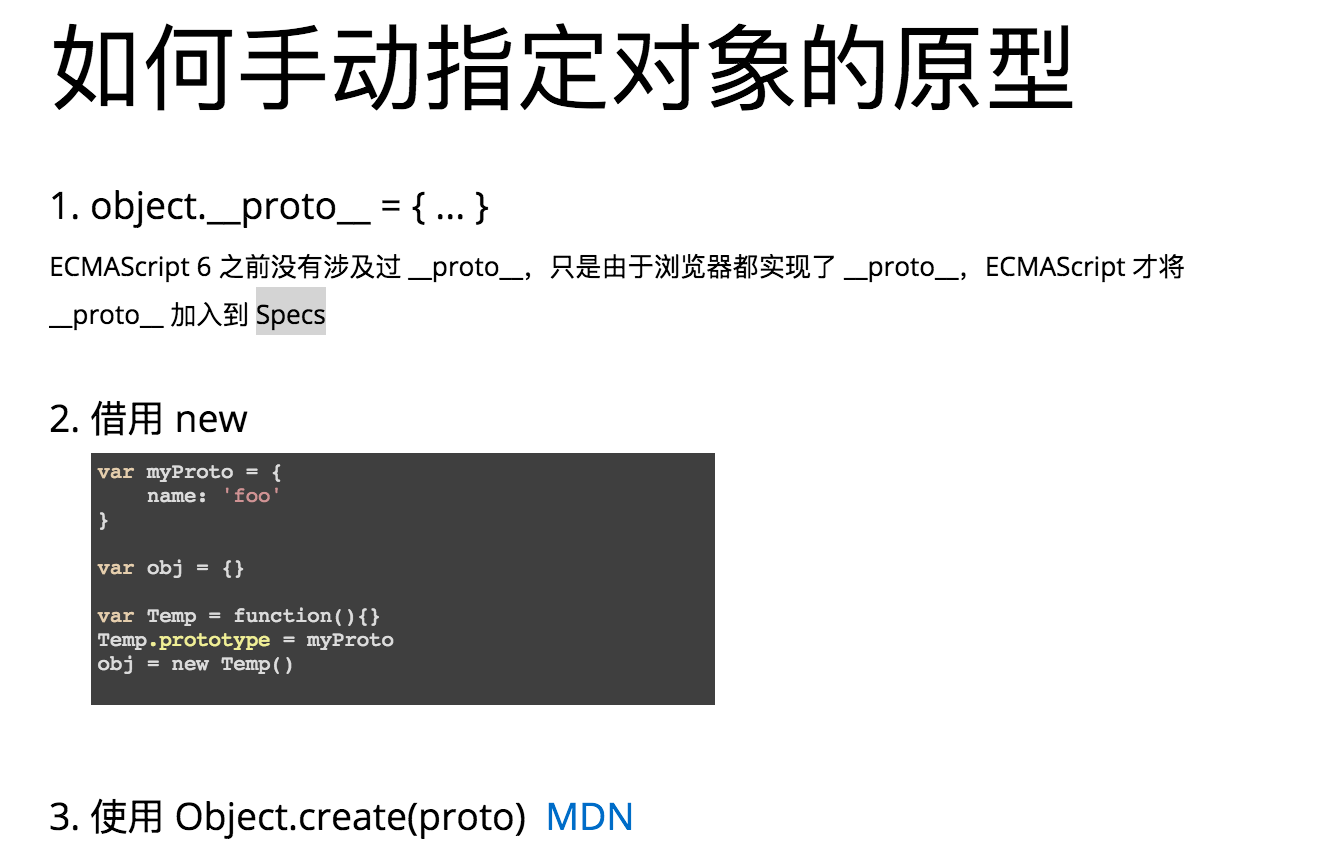 如何手动指定对象的原型
1. object.__proto__ = { ... }
ECMAScript 6 之前没有涉及过 __proto__，只是由于浏览器都实现了 __proto__，ECMAScript 才将
__proto__ 加入到 Specs
2. 借用 new
var myProto = {
    name: 'foo'
}
var obj = {}
var Temp = function(){}
Temp.prototype = myProto
obj = new Temp()
3. 使用 Object.create(proto) MDN